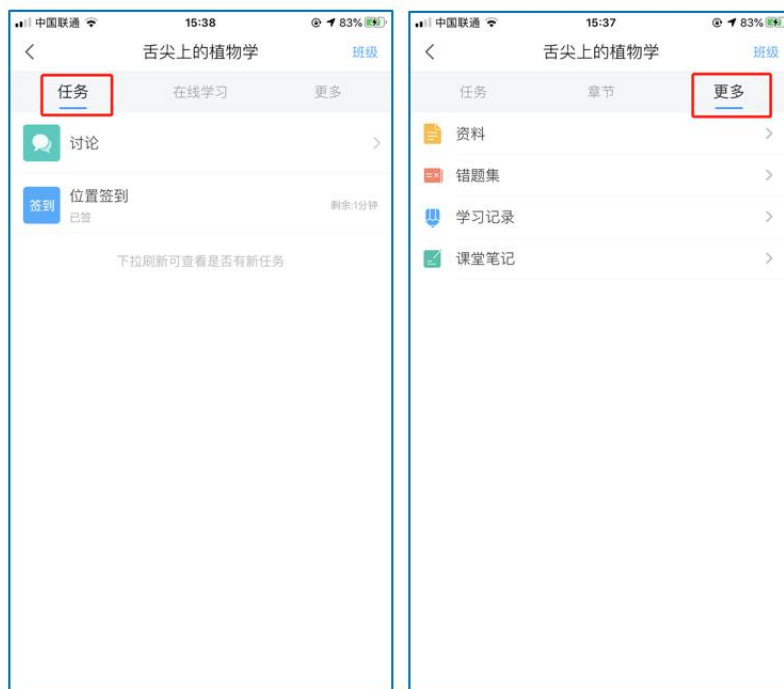 中国联通 15:38 83%
舌尖上的植物学 班级
任务 在线学习 更多
讨论
签到 位置签到 剩余:1分钟
已签
下拉刷新可查看是否有新任务
中国联通 15:37 83%
舌尖上的植物学 班级
任务 章节 更多
资料
错题集
学习记录
课堂笔记